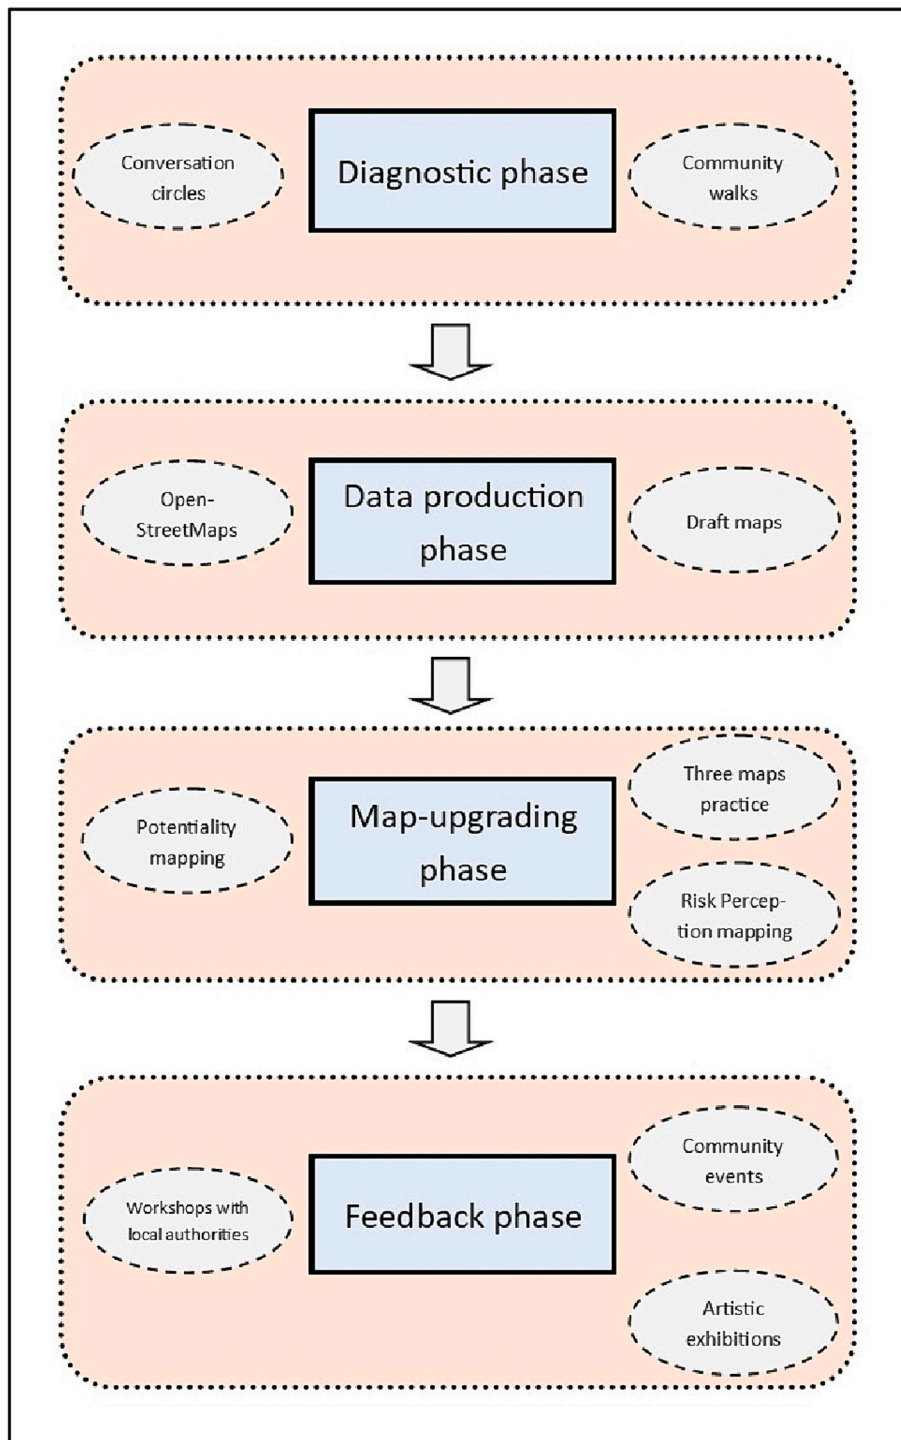 Conversation
circles
Diagnostic phase
Community
walks
Open-
StreetMaps
Data production
phase
Draft maps
Potentiality
mapping
Map-upgrading
phase
Three maps
practice
Risk Percep-
tion mapping
Workshops with
local authorities
Feedback phase
Community
events
Artistic
exhibitions